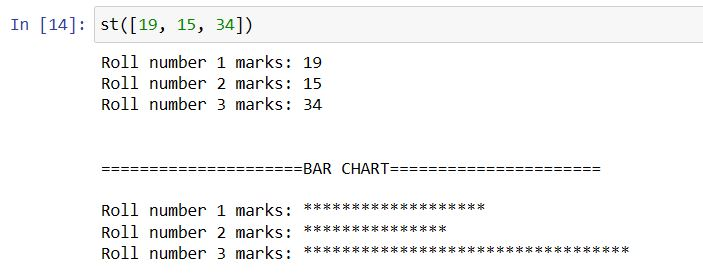 In [14]: st([19, 15, 34])
Roll number 1 marks: 19
Roll number 2 marks: 15
Roll number 3 marks: 34
=====================BAR CHART======================
Roll number 1 marks: *******************
Roll number 2 marks: ***************
Roll number 3 marks: **********************************